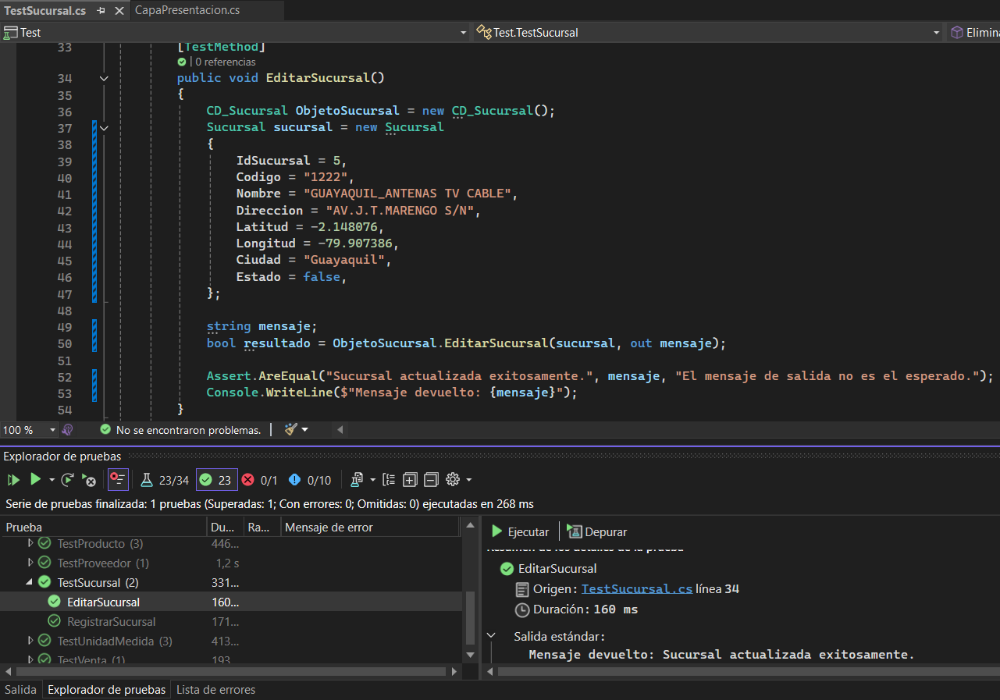 TestSucursal.cs CapaPresentacion.cs
Test Test.TestSucursal Elimina
33 [TestMethod]
| 0 referencias
34 public void EditarSucursal()
35 {
36 CD_Sucursal ObjetoSucursal = new CD_Sucursal();
37 Sucursal sucursal = new Sucursal
38 {
39 IdSucursal = 5,
40 Codigo = "1222",
41 Nombre = "GUAYAQUIL_ANTENAS TV CABLE",
42 Direccion = "AV.J.T.MARENGO S/N",
43 Latitud = -2.148076,
44 Longitud = -79.907386,
45 Ciudad = "Guayaquil",
46 Estado = false,
47 };
48
49 string mensaje;
50 bool resultado = ObjetoSucursal.EditarSucursal(sucursal, out mensaje);
51
52 Assert.AreEqual("Sucursal actualizada exitosamente.", mensaje, "El mensaje de salida no es el esperado.");
53 Console.WriteLine($"Mensaje devuelto: {mensaje}");
54 }
100 % No se encontraron problemas.
Explorador de pruebas
23/34 23 0/1 0/10
Serie de pruebas finalizada: 1 pruebas (Superadas: 1; Con errores: 0; Omitidas: 0) ejecutadas en 268 ms
Prueba Du... Ra... Mensaje de error
TestProducto (3) 446...
TestProveedor (1) 1,2 s
TestSucursal (2) 331...
EditarSucursal 160...
RegistrarSucursal 171...
TestUnidadMedida (3) 413...
TestVenta (1) 193
Ejecutar Depurar
Resumen de los detalles de la prueba
EditarSucursal
Origen: TestSucursal.cs línea 34
Duración: 160 ms
Salida estándar:
Mensaje devuelto: Sucursal actualizada exitosamente.
Salida Explorador de pruebas Lista de errores